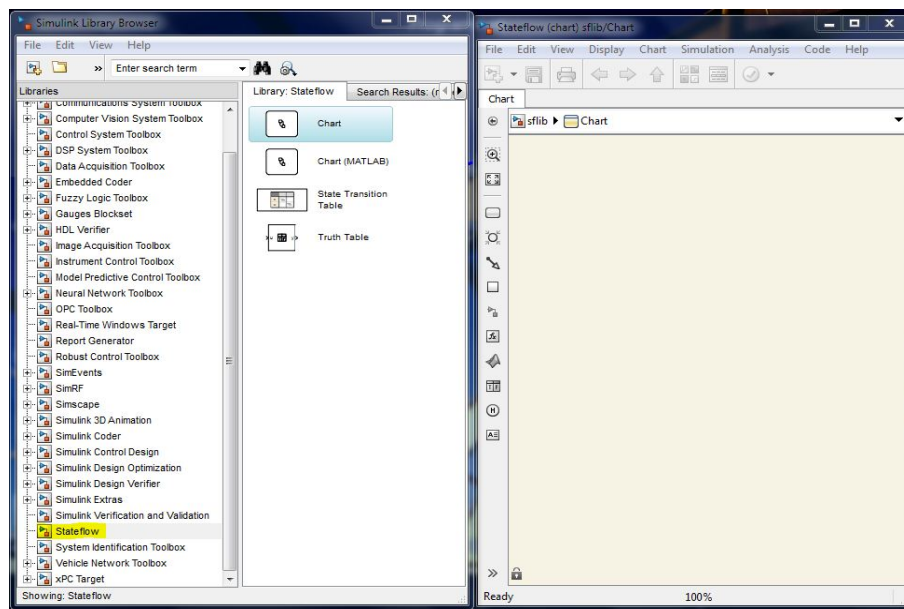 Simulink Library Browser
File Edit View Help
» Enter search term
Libraries
Library: Stateflow
Search Results: (r
Communications System Toolbox
Computer Vision System Toolbox
Control System Toolbox
DSP System Toolbox
Data Acquisition Toolbox
Embedded Coder
Fuzzy Logic Toolbox
Gauges Blockset
HDL Verifier
Image Acquisition Toolbox
Instrument Control Toolbox
Model Predictive Control Toolbox
Neural Network Toolbox
OPC Toolbox
Real-Time Windows Target
Report Generator
Robust Control Toolbox
SimEvents
SimRF
Simscape
Simulink 3D Animation
Simulink Coder
Simulink Control Design
Simulink Design Optimization
Simulink Design Verifier
Simulink Extras
Simulink Verification and Validation
Stateflow
System Identification Toolbox
Vehicle Network Toolbox
xPC Target
Chart
Chart (MATLAB)
State Transition
Table
Truth Table
Showing: Stateflow
Stateflow (chart) sflib/Chart
File Edit View Display Chart Simulation Analysis Code Help
Chart
sflib Chart
fx
H
A
»
Ready 100%